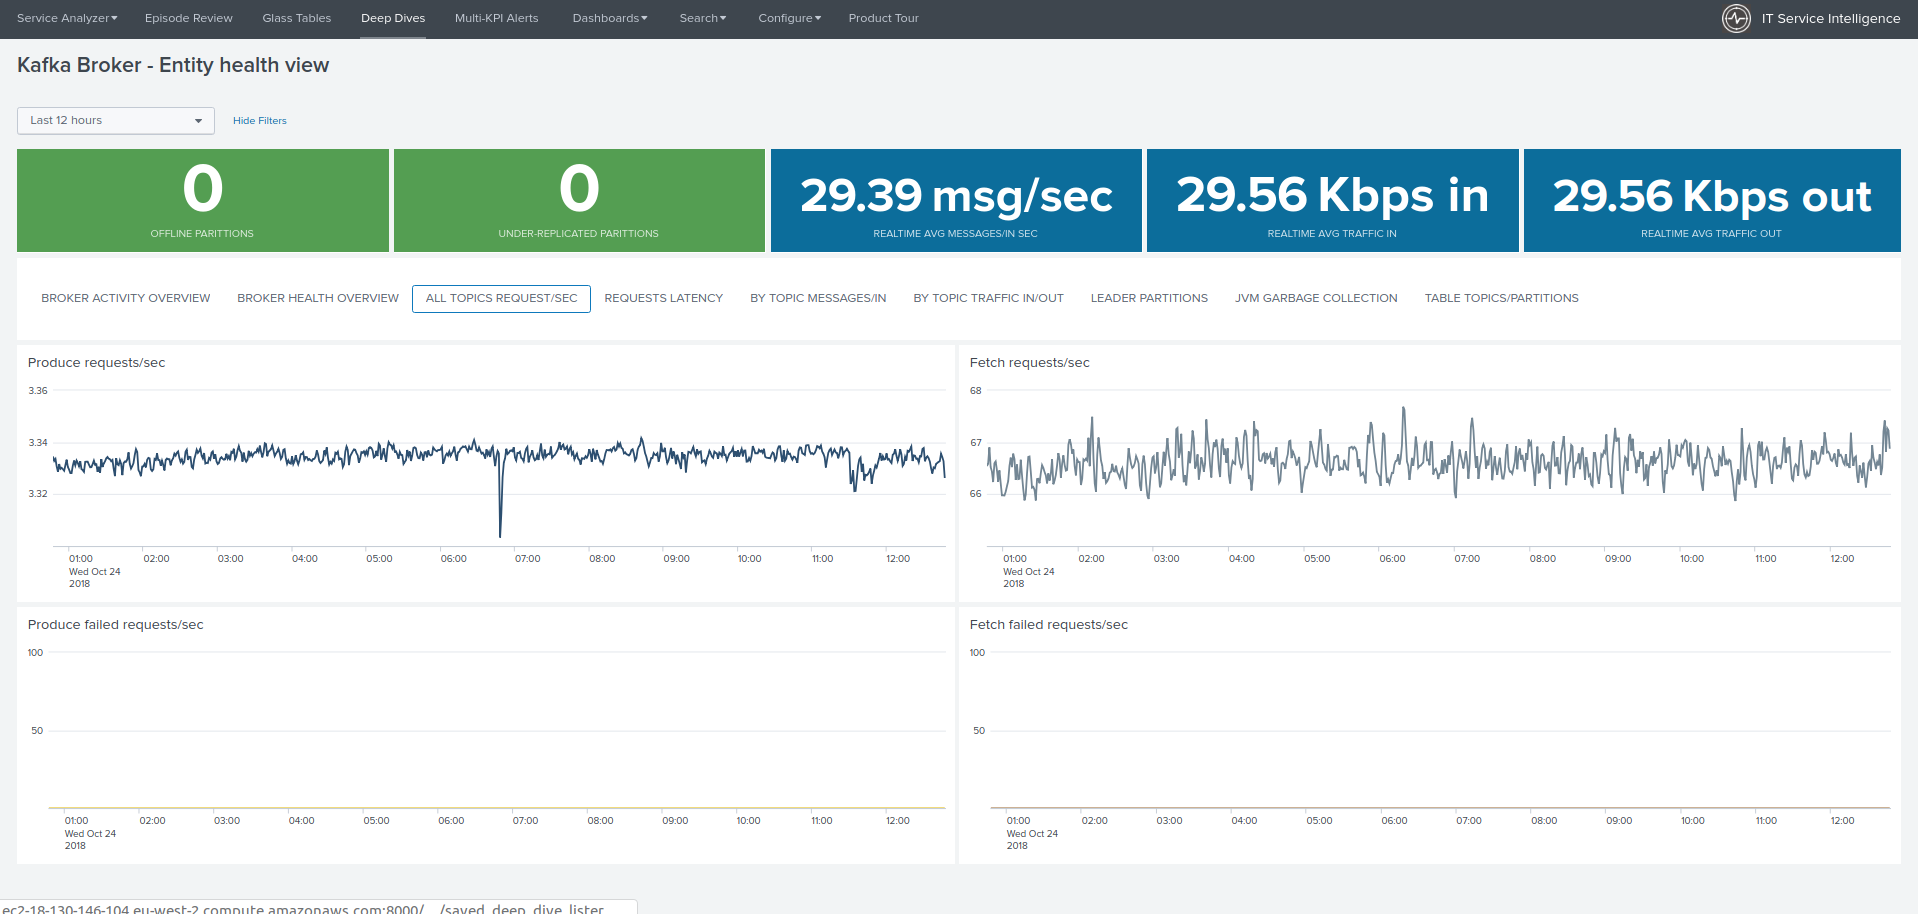 Service Analyzer Episode Review Glass Tables Deep Dives Multi-KPI Alerts Dashboards Search Configure Product Tour IT Service Intelligence
Kafka Broker - Entity health view
Last 12 hours Hide Filters
0 0 29.39 msg/sec 29.56 Kbps in 29.56 Kbps out
OFFLINE PARITTIONS UNDER-REPLICATED PARITTIONS REALTIME AVG MESSAGES/IN SEC REALTIME AVG TRAFFIC IN REALTIME AVG TRAFFIC OUT
BROKER ACTIVITY OVERVIEW BROKER HEALTH OVERVIEW ALL TOPICS REQUEST/SEC REQUESTS LATENCY BY TOPIC MESSAGES/IN BY TOPIC TRAFFIC IN/OUT LEADER PARTITIONS JVM GARBAGE COLLECTION TABLE TOPICS/PARTITIONS
Produce requests/sec
3.36
3.34
3.32
01:00 02:00 03:00 04:00 05:00 06:00 07:00 08:00 09:00 10:00 11:00 12:00
Wed Oct 24
2018
Fetch requests/sec
68
67
66
01:00 02:00 03:00 04:00 05:00 06:00 07:00 08:00 09:00 10:00 11:00 12:00
Wed Oct 24
2018
Produce failed requests/sec
100
50
01:00 02:00 03:00 04:00 05:00 06:00 07:00 08:00 09:00 10:00 11:00 12:00
Wed Oct 24
2018
Fetch failed requests/sec
100
50
01:00 02:00 03:00 04:00 05:00 06:00 07:00 08:00 09:00 10:00 11:00 12:00
Wed Oct 24
2018
ec2-18-130-146-104.eu-west-2.compute.amazonaws.com:8000/.../saved_deep_dive_lister